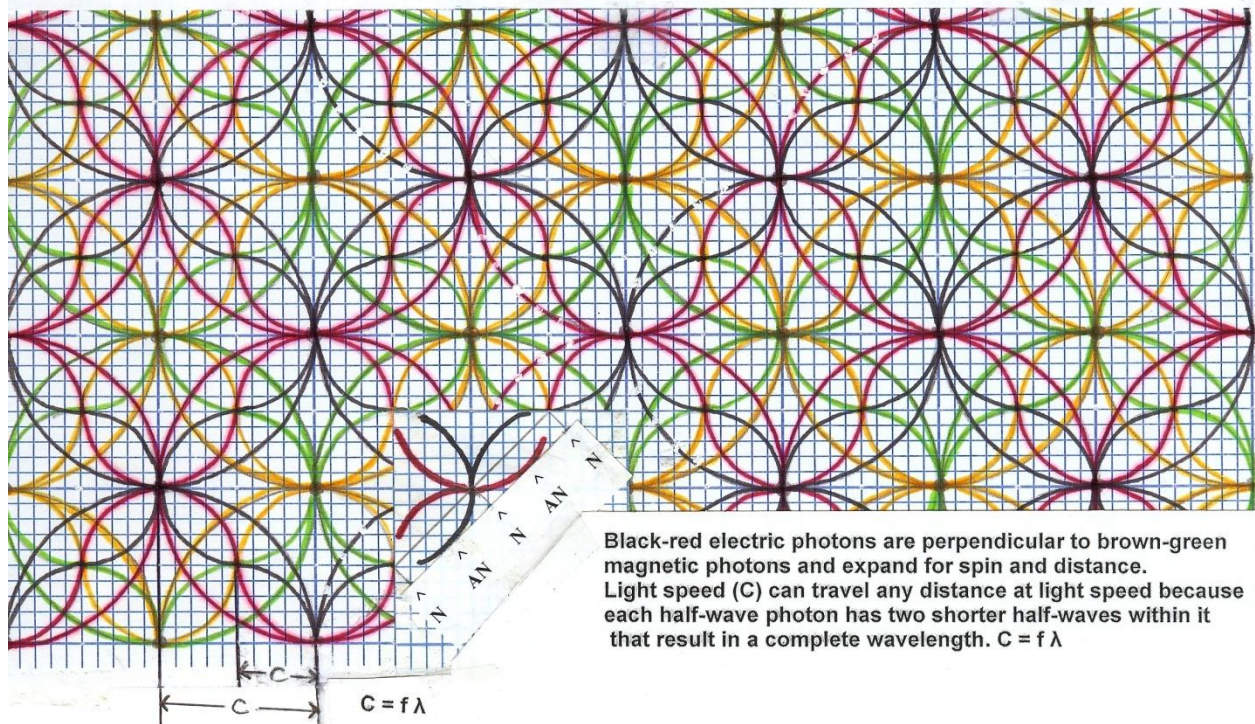 ^ N
^ AN
^ N
^ AN
^ N
Black-red electric photons are perpendicular to brown-green
magnetic photons and expand for spin and distance.
Light speed (C) can travel any distance at light speed because
each half-wave photon has two shorter half-waves within it
that result in a complete wavelength. C = f λ
C
C
C = f λ